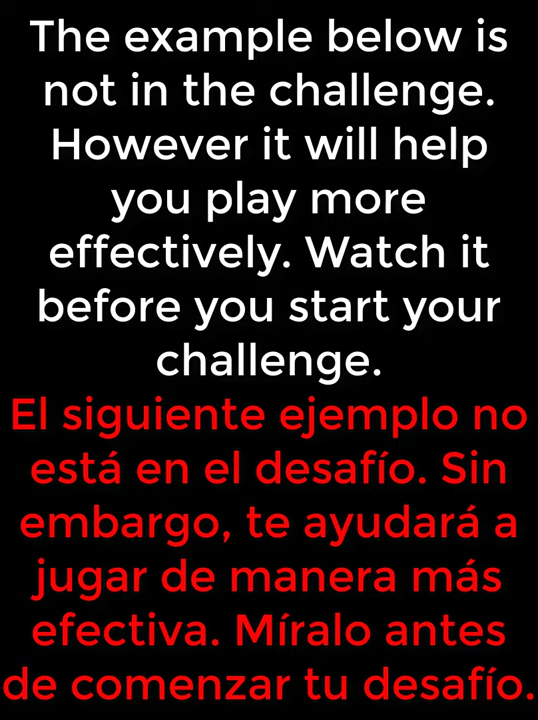 The example below is
not in the challenge.
However it will help
you play more
effectively. Watch it
before you start your
challenge.
El siguiente ejemplo no
está en el desafío. Sin
embargo, te ayudará a
jugar de manera más
efectiva. Míralo antes
de comenzar tu desafío.